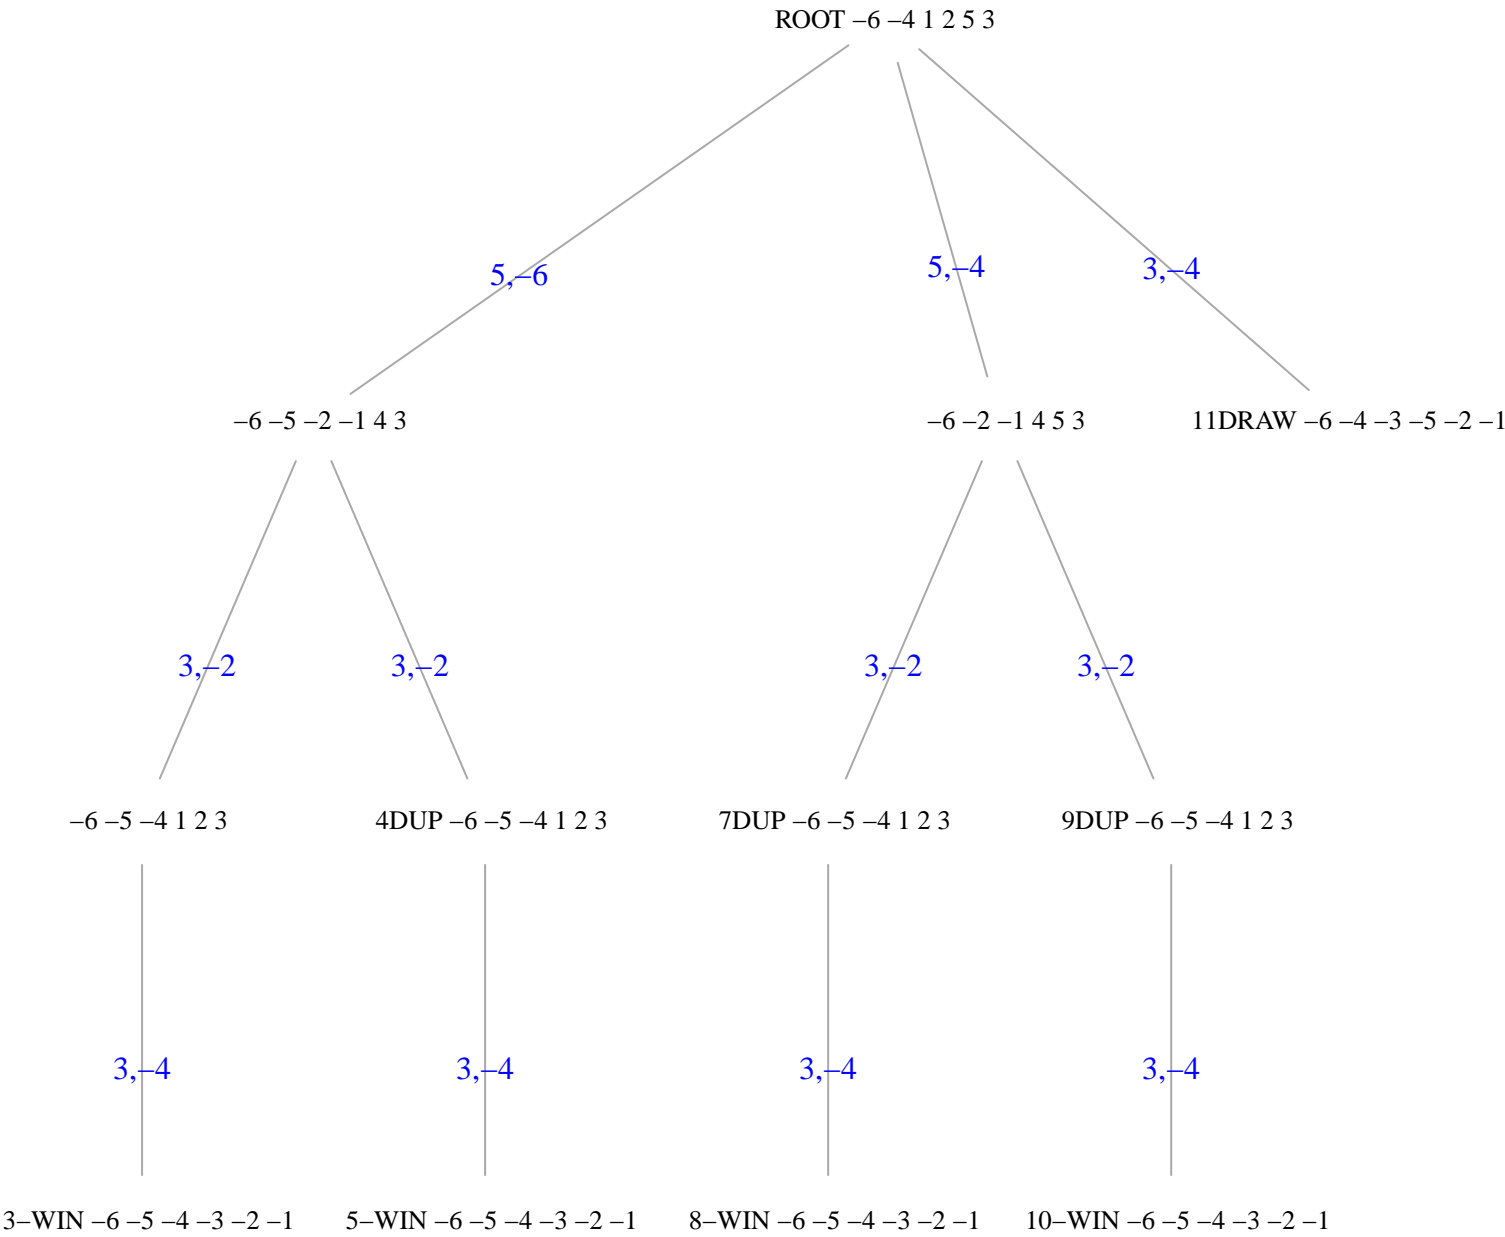 ROOT –6 –4 1 2 5 3
5,–6
5,–4
3,–4
–6 –5 –2 –1 4 3
–6 –2 –1 4 5 3
11DRAW –6 –4 –3 –5 –2 –1
3,–2
3,–2
3,–2
3,–2
–6 –5 –4 1 2 3
4DUP –6 –5 –4 1 2 3
7DUP –6 –5 –4 1 2 3
9DUP –6 –5 –4 1 2 3
3,–4
3,–4
3,–4
3,–4
3–WIN –6 –5 –4 –3 –2 –1
5–WIN –6 –5 –4 –3 –2 –1
8–WIN –6 –5 –4 –3 –2 –1
10–WIN –6 –5 –4 –3 –2 –1